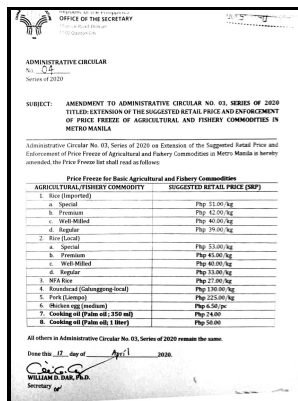 Republic of the Philippines
OFFICE OF THE SECRETARY
1100 Quezon City
ADMINISTRATIVE CIRCULAR
No. 04
Series of 2020
SUBJECT: AMENDMENT TO ADMINISTRATIVE CIRCULAR NO. 03, SERIES OF 2020
TITLED: EXTENSION OF THE SUGGESTED RETAIL PRICE AND ENFORCEMENT
OF PRICE FREEZE OF AGRICULTURAL AND FISHERY COMMODITIES IN
METRO MANILA
Administrative Circular No. 03, Series of 2020 on Extension of the Suggested Retail Price and
Enforcement of Price Freeze of Agricultural and Fishery Commodities in Metro Manila is hereby
amended, the Price Freeze list shall read as follows:
Price Freeze for Basic Agricultural and Fishery Commodities
AGRICULTURAL/FISHERY COMMODITY SUGGESTED RETAIL PRICE (SRP)
1. Rice (Imported)
a. Special Php 51.00/kg
b. Premium Php 42.00/kg
c. Well-Milled Php 40.00/kg
d. Regular Php 39.00/kg
2. Rice (Local)
a. Special Php 53.00/kg
b. Premium Php 45.00/kg
c. Well-Milled Php 40.00/kg
d. Regular Php 33.00/kg
3. NFA Rice Php 27.00/kg
4. Roundscad (Galunggong-local) Php 130.00/kg
5. Pork (Liempo) Php 225.00/kg
6. Chicken egg (medium) Php 6.50/pc
7. Cooking oil (Palm oil; 350 ml) Php 24.00
8. Cooking oil (Palm oil; 1 liter) Php 50.00
All others in Administrative Circular No. 03, Series of 2020 remain the same.
Done this 17 day of April 2020.
WILLIAM D. DAR, Ph.D.
Secretary